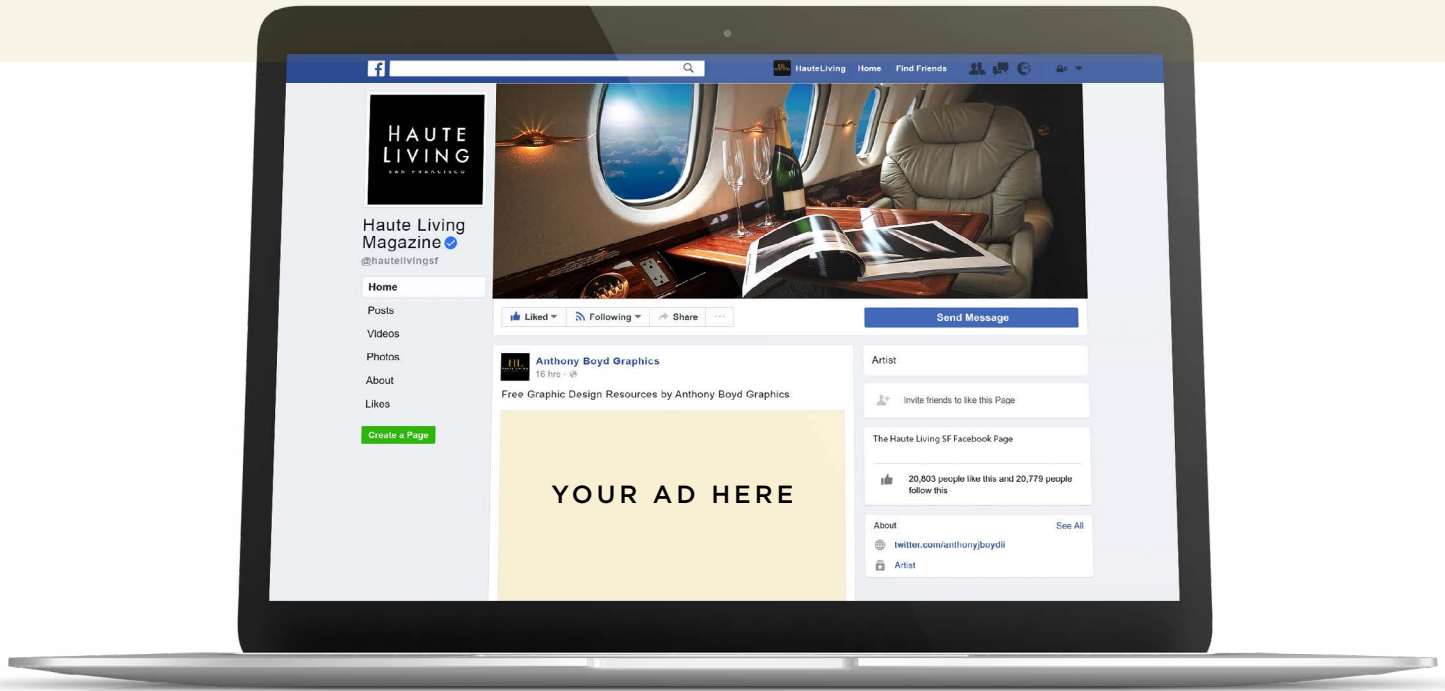 HauteLiving Home Find Friends
HAUTE
LIVING
SAN FRANCISCO
Haute Living
Magazine
@hautelivingsf
Home
Posts
Videos
Photos
About
Likes
Create a Page
Liked Following Share ...
Send Message
HL
Anthony Boyd Graphics
16 hrs -
Free Graphic Design Resources by Anthony Boyd Graphics
YOUR AD HERE
Artist
Invite friends to like this Page
The Haute Living SF Facebook Page
20,803 people like this and 20,779 people
follow this
About See All
twitter.com/anthonyjboydii
Artist